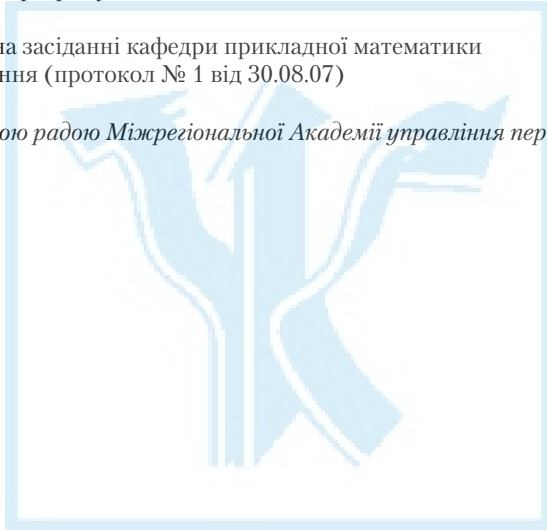 на засіданні кафедри прикладної математики
ння (протокол № 1 від 30.08.07)
ою радою Міжрегіональної Академії управління пер